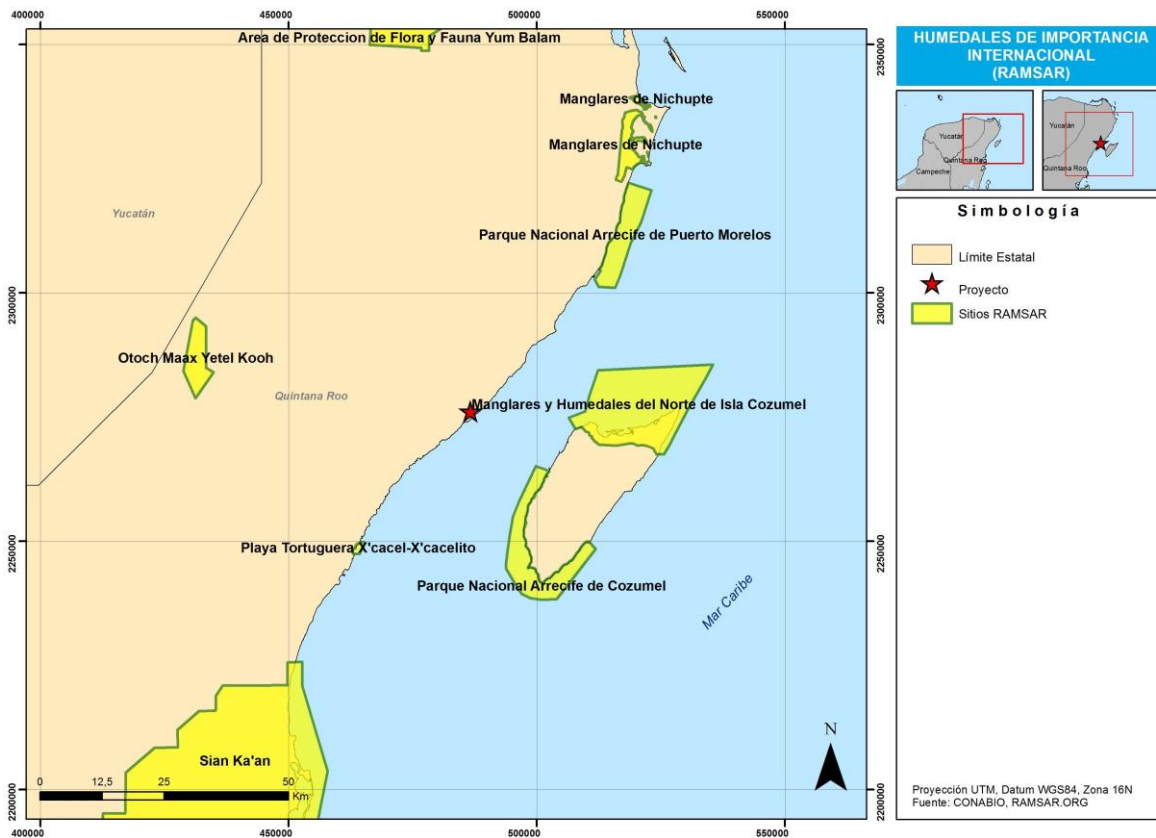 400000 450000 500000 550000
2350000 2350000
Area de Proteccion de Flora y Fauna Yum Balam
Manglares de Nichupte
Manglares de Nichupte
Yucatán
Parque Nacional Arrecife de Puerto Morelos
2300000 2300000
Otoch Maax Yetel Kooh
Quintana Roo
Manglares y Humedales del Norte de Isla Cozumel
2250000 2250000
Playa Tortuguera X'cacel-X'cacelito
Parque Nacional Arrecife de Cozumel
Mar Caribe
Sian Ka'an
N
0 12,5 25 50
Km
2200000 2200000
400000 450000 500000 550000
HUMEDALES DE IMPORTANCIA
INTERNACIONAL
(RAMSAR)
Yucatán
Quintana Roo
Campeche
Yucatán
Quintana Roo
Simbología
Límite Estatal
Proyecto
Sitios RAMSAR
Proyección UTM, Datum WGS84, Zona 16N
Fuente: CONABIO, RAMSAR.ORG